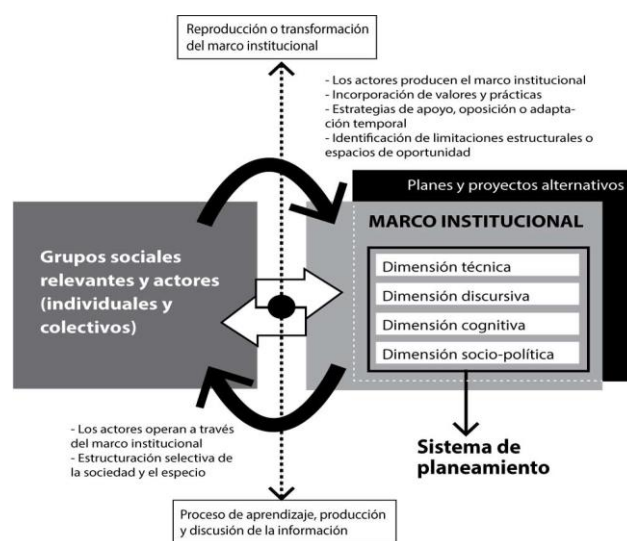 Reproducción o transformación
del marco institucional
- Los actores producen el marco institucional
- Incorporación de valores y prácticas
- Estrategias de apoyo, oposición o adapta-
ción temporal
- Identificación de limitaciones estructurales o
espacios de oportunidad
Planes y proyectos alternativos
MARCO INSTITUCIONAL
Grupos sociales
relevantes y actores
(individuales y
colectivos)
Dimensión técnica
Dimensión discursiva
Dimensión cognitiva
Dimensión socio-política
- Los actores operan a través
del marco institucional
- Estructuración selectiva de
la sociedad y el especio
Sistema de
planeamiento
Proceso de aprendizaje, producción
y discusión de la información